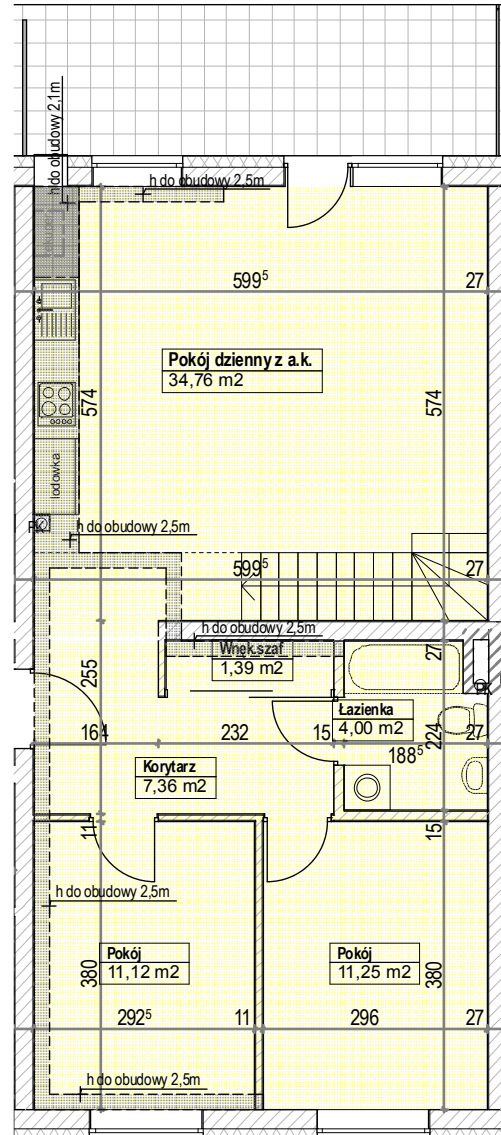 h do obudowy 2,1m
h do obudowy 2,5m
599⁵
27
Pokój dzienny z a.k.
34,76 m2
574
574
lodówka
h do obudowy 2,5m
599⁵
27
h do obudowy 2,5m
Wnęk.szaf
1,39 m2
27
255
Łazienka
4,00 m2
164
232
15
224
27
188⁵
Korytarz
7,36 m2
11
15
h do obudowy 2,5m
Pokój
11,12 m2
Pokój
11,25 m2
380
380
292⁵
11
296
27
h do obudowy 2,5m